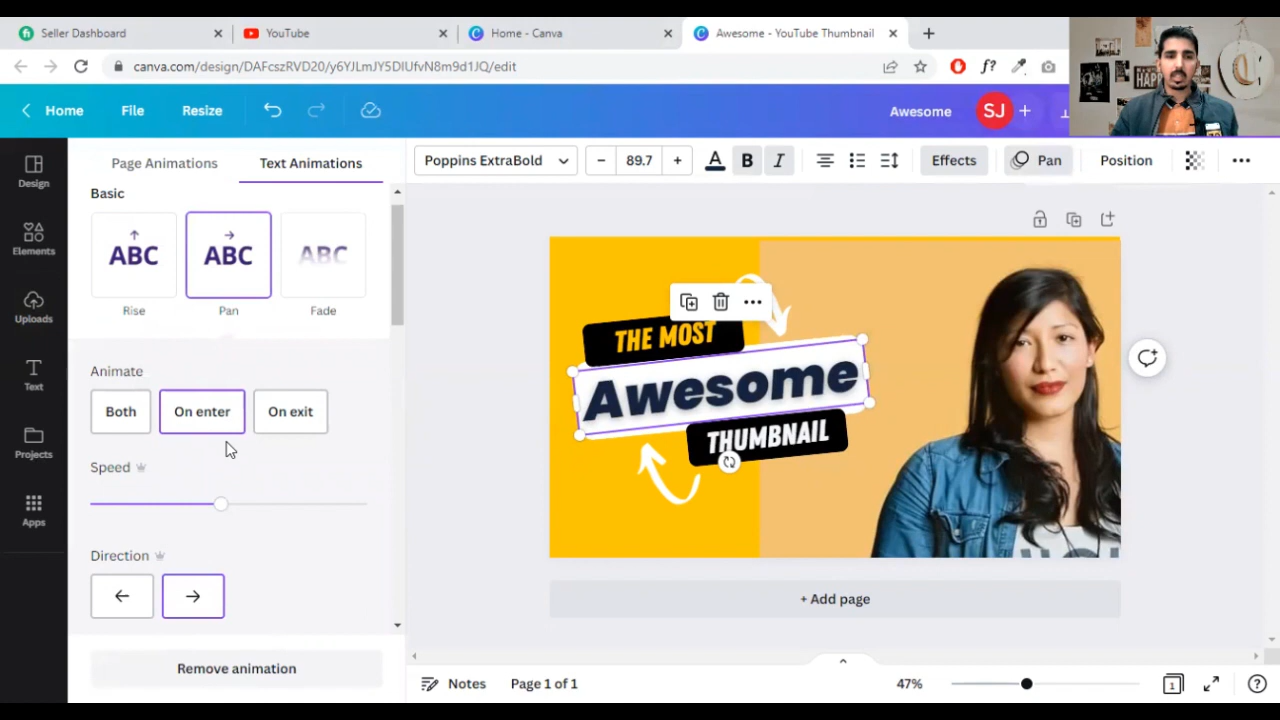 Seller Dashboard
YouTube
Home - Canva
Awesome - YouTube Thumbnail
canva.com/design/DAFcszRVD20/y6YJLmJY5DIUfvN8m9d1JQ/edit
f?
Home
File
Resize
Awesome
SJ
Design
Elements
Uploads
Text
Projects
Apps
Page Animations
Text Animations
Basic
ABC
ABC
ABC
Rise
Pan
Fade
Animate
Both
On enter
On exit
Speed
Direction
Remove animation
Poppins ExtraBold
89.7
A
B
I
Effects
Pan
Position
THE MOST
Awesome
THUMBNAIL
+ Add page
Notes
Page 1 of 1
47%
1
?